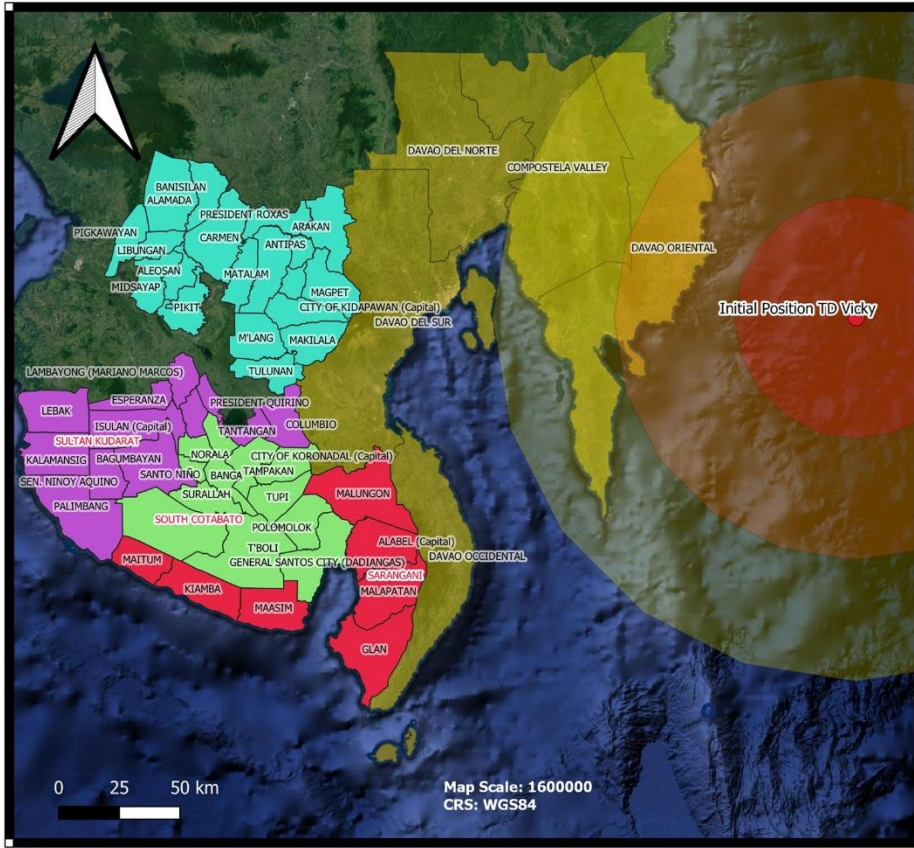 DAVAO DEL NORTE
COMPOSTELA VALLEY
BANISILAN
ALAMADA
PRESIDENT ROXAS
ARAKAN
PIGKAWAYAN
CARMEN
ANTIPAS
LIBUNGAN
DAVAO ORIENTAL
ALEOSAN
MATALAM
MIDSAYAP
MAGPET
PIKIT
CITY OF KIDAPAWAN (Capital)
Initial Position TD Vicky
DAVAO DEL SUR
M'LANG
MAKILALA
LAMBAYONG (MARIANO MARCOS)
TULUNAN
ESPERANZA
PRESIDENT QUIRINO
LEBAK
ISULAN (Capital)
TANTANGAN
COLUMBIO
SULTAN KUDARAT
NORALA
CITY OF KORONADAL (Capital)
KALAMANSIG
BAGUMBAYAN
SANTO NIÑO
BANGA
TAMPAKAN
SEN. NINOY AQUINO
SURALLAH
TUPI
MALUNGON
PALIMBANG
SOUTH COTABATO
POLOMOLOK
ALABEL (Capital)
T'BOLI
DAVAO OCCIDENTAL
MAITUM
GENERAL SANTOS CITY (DADIANGAS)
SARANGANI
KIAMBA
MALAPATAN
MAASIM
GLAN
0 25 50 km
Map Scale: 1600000
CRS: WGS84